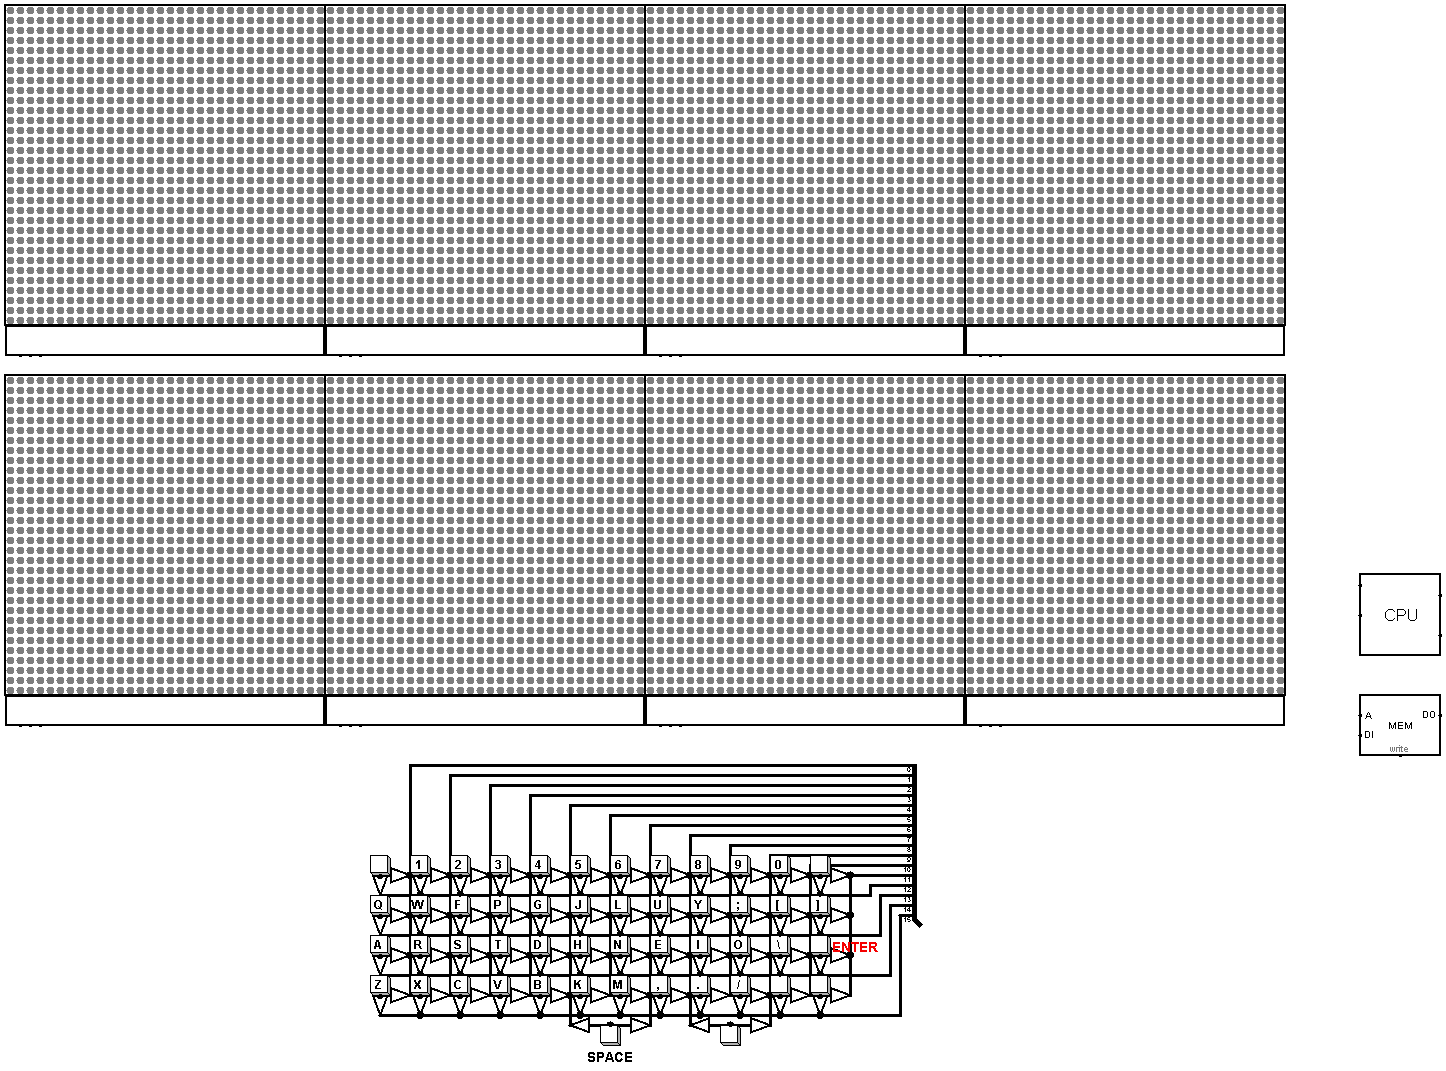 CPU
A DO
MEM
DI
write
0
1
2
3
4
5
6
7
8
9
10
11
12
13
14
15
1 2 3 4 5 6 7 8 9 0
Q W F P G J L U Y ; [ ]
A R S T D H N E I O \ ENTER
Z X C V B K M , . /
SPACE